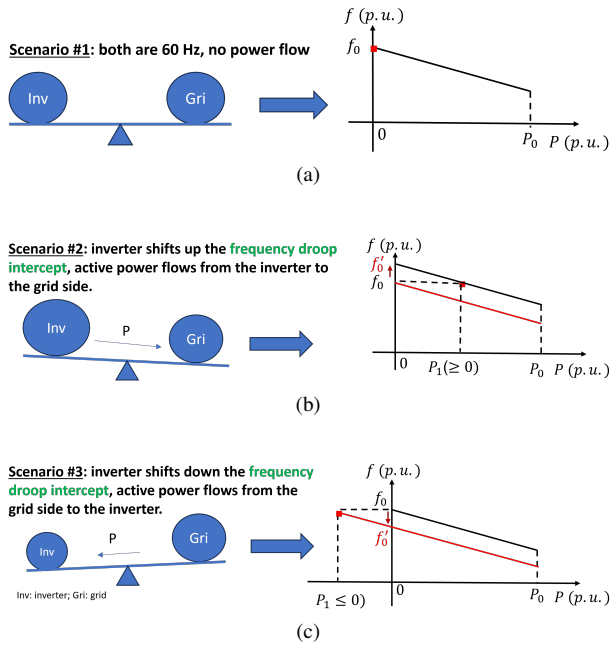 Scenario #1: both are 60 Hz, no power flow
Inv
Gri
f (p.u.)
f₀
0
P₀
P (p.u.)
(a)
Scenario #2: inverter shifts up the frequency droop
intercept, active power flows from the inverter to
the grid side.
Inv
P
Gri
f (p.u.)
f₀′
f₀
0
P₁(≥ 0)
P₀
P (p.u.)
(b)
Scenario #3: inverter shifts down the frequency
droop intercept, active power flows from the
grid side to the inverter.
Inv
P
Gri
Inv: inverter; Gri: grid
f (p.u.)
f₀
f₀′
0
P₁ ≤ 0)
P₀
P (p.u.)
(c)